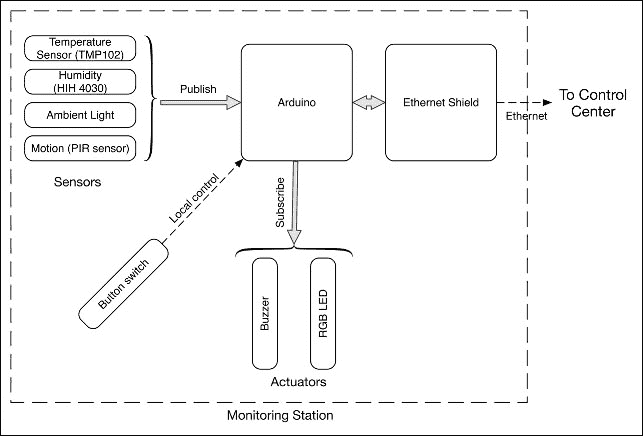 Temperature
Sensor (TMP102)
Humidity
(HIH 4030)
Ambient Light
Motion (PIR sensor)
Sensors
Publish
Arduino
Ethernet Shield
Ethernet
To Control
Center
Local control
Button switch
Subscribe
Buzzer
RGB LED
Actuators
Monitoring Station